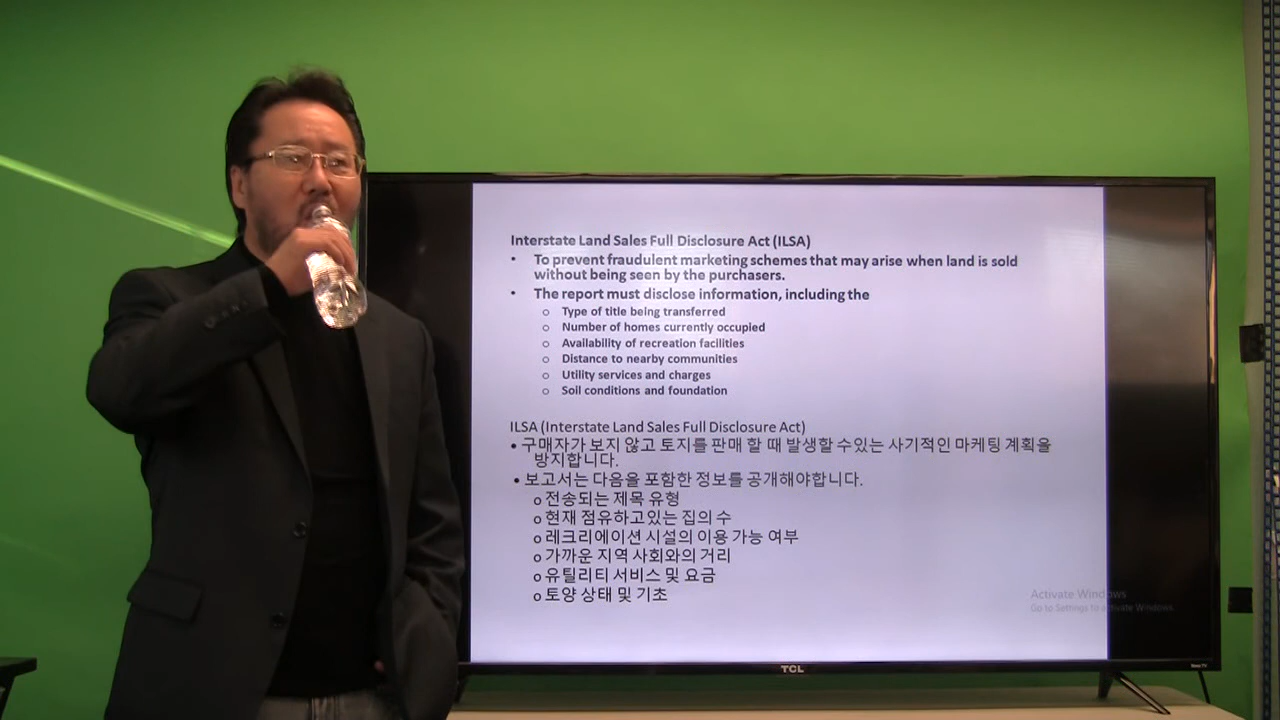 Interstate Land Sales Full Disclosure Act (ILSA)
• To prevent fraudulent marketing schemes that may arise when land is sold
without being seen by the purchasers.
• The report must disclose information, including the
o Type of title being transferred
o Number of homes currently occupied
o Availability of recreation facilities
o Distance to nearby communities
o Utility services and charges
o Soil conditions and foundation
ILSA (Interstate Land Sales Full Disclosure Act)
• 구매자가 보지 않고 토지를 판매 할 때 발생할 수있는 사기적인 마케팅 계획을
방지합니다.
• 보고서는 다음을 포함한 정보를 공개해야합니다.
o 전송되는 제목 유형
o 현재 점유하고있는 집의 수
o 레크리에이션 시설의 이용 가능 여부
o 가까운 지역 사회와의 거리
o 유틸리티 서비스 및 요금
o 토양 상태 및 기초
Activate Windows
Go to Settings to activate Windows.
TCL
Roku TV